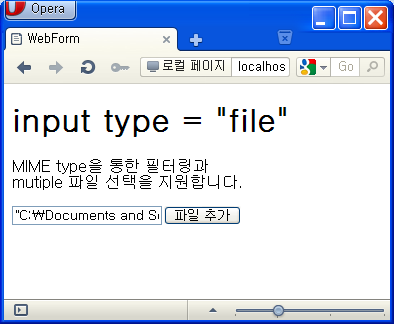 Opera
WebForm
로컬 페이지
localhos
Go
input type = "file"
MIME type을 통한 필터링과
mutiple 파일 선택을 지원합니다.
"C:₩Documents and Se
파일 추가